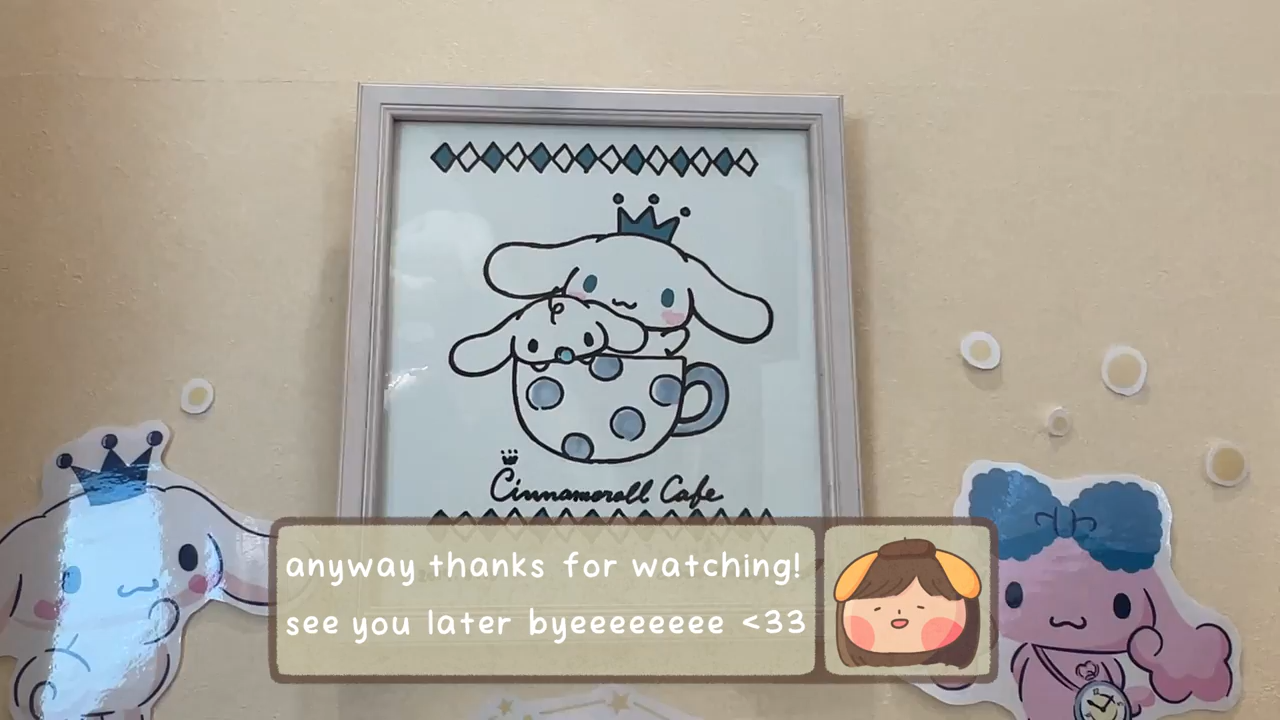 Cinnamoroll Cafe
anyway thanks for watching!
see you later byeeeeeeee <33